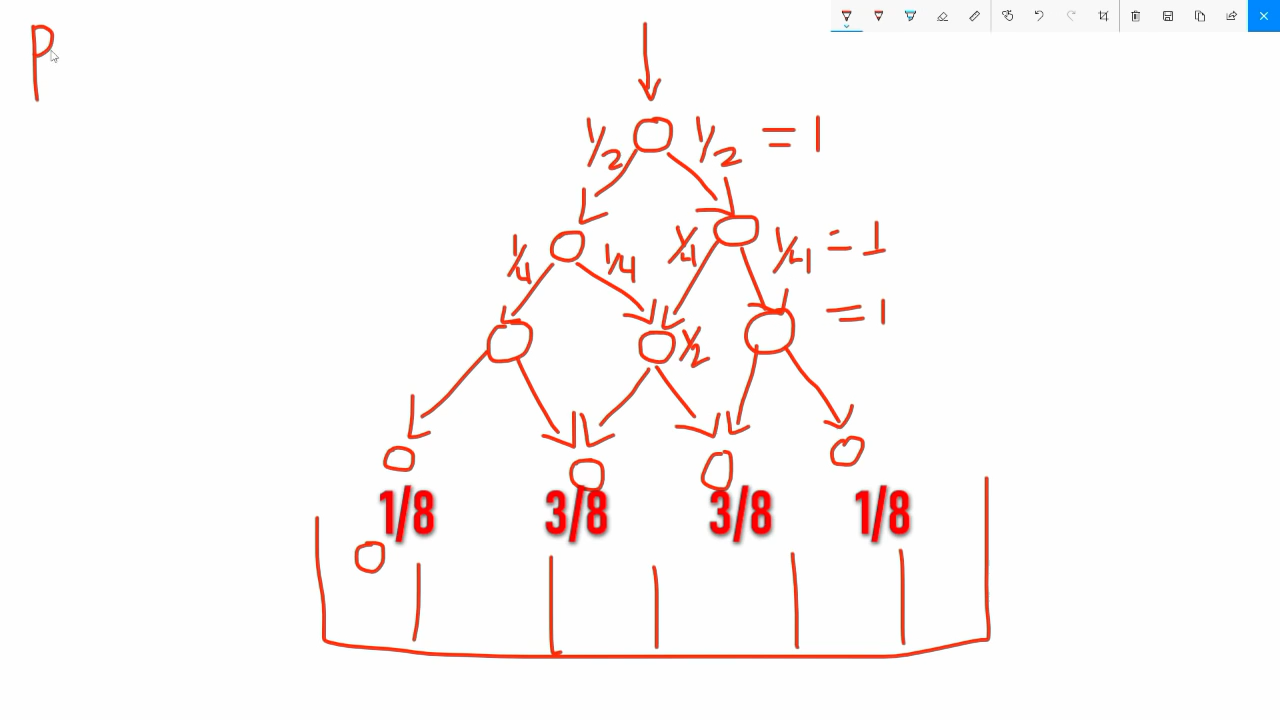 P
1/2 1/2 = 1
1/4 1/4 1/4 1/4 = 1
1/2 = 1
1/8 3/8 3/8 1/8